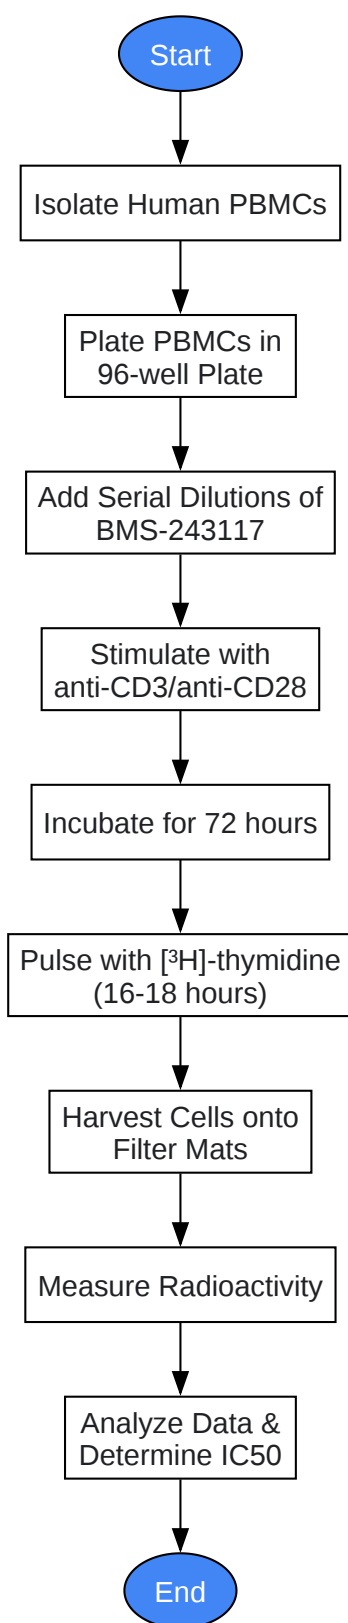 Start
Isolate Human PBMCs
Plate PBMCs in
96-well Plate
Add Serial Dilutions of
BMS-243117
Stimulate with
anti-CD3/anti-CD28
Incubate for 72 hours
Pulse with [³H]-thymidine
(16-18 hours)
Harvest Cells onto
Filter Mats
Measure Radioactivity
Analyze Data &
Determine IC50
End